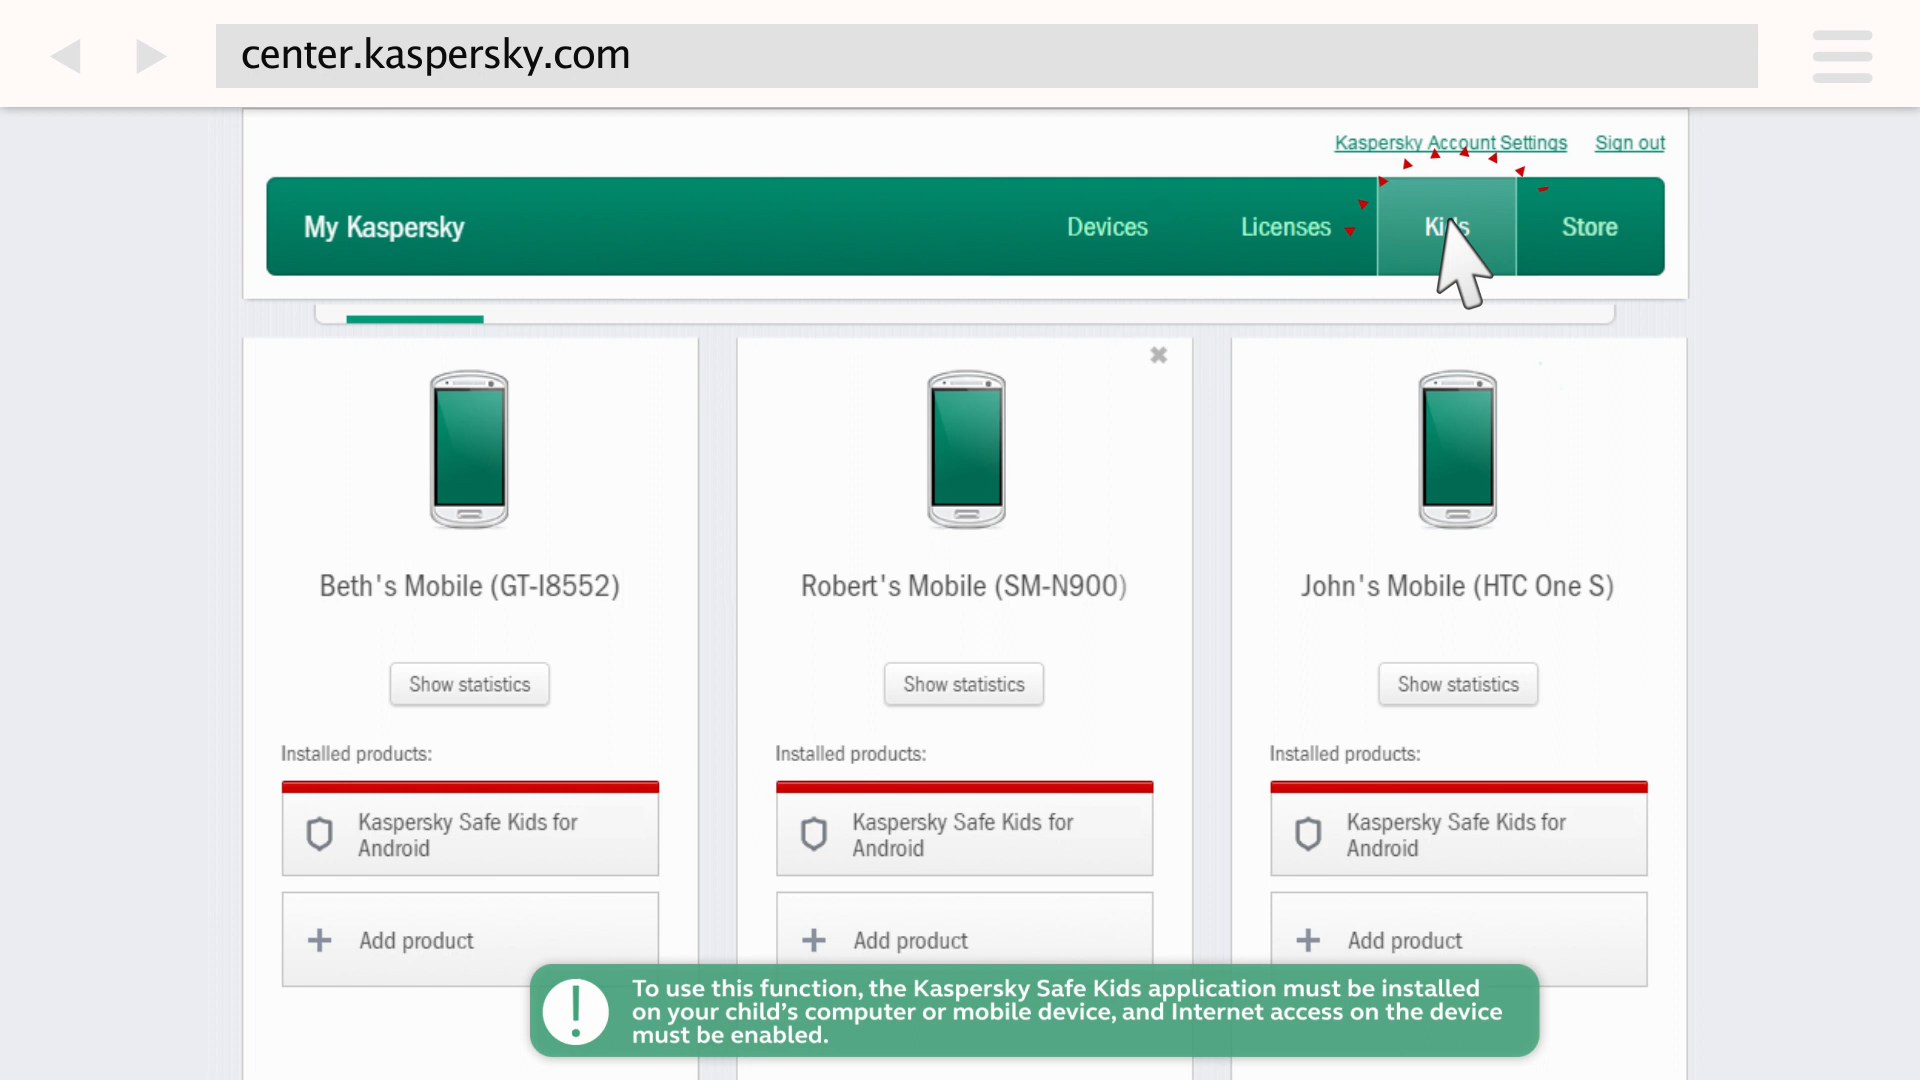 center.kaspersky.com
Kaspersky Account Settings Sign out
My Kaspersky Devices Licenses Kids Store
Beth's Mobile (GT-I8552)
Show statistics
Installed products:
Kaspersky Safe Kids for
Android
Add product
Robert's Mobile (SM-N900)
Show statistics
Installed products:
Kaspersky Safe Kids for
Android
Add product
John's Mobile (HTC One S)
Show statistics
Installed products:
Kaspersky Safe Kids for
Android
Add product
To use this function, the Kaspersky Safe Kids application must be installed
on your child’s computer or mobile device, and Internet access on the device
must be enabled.